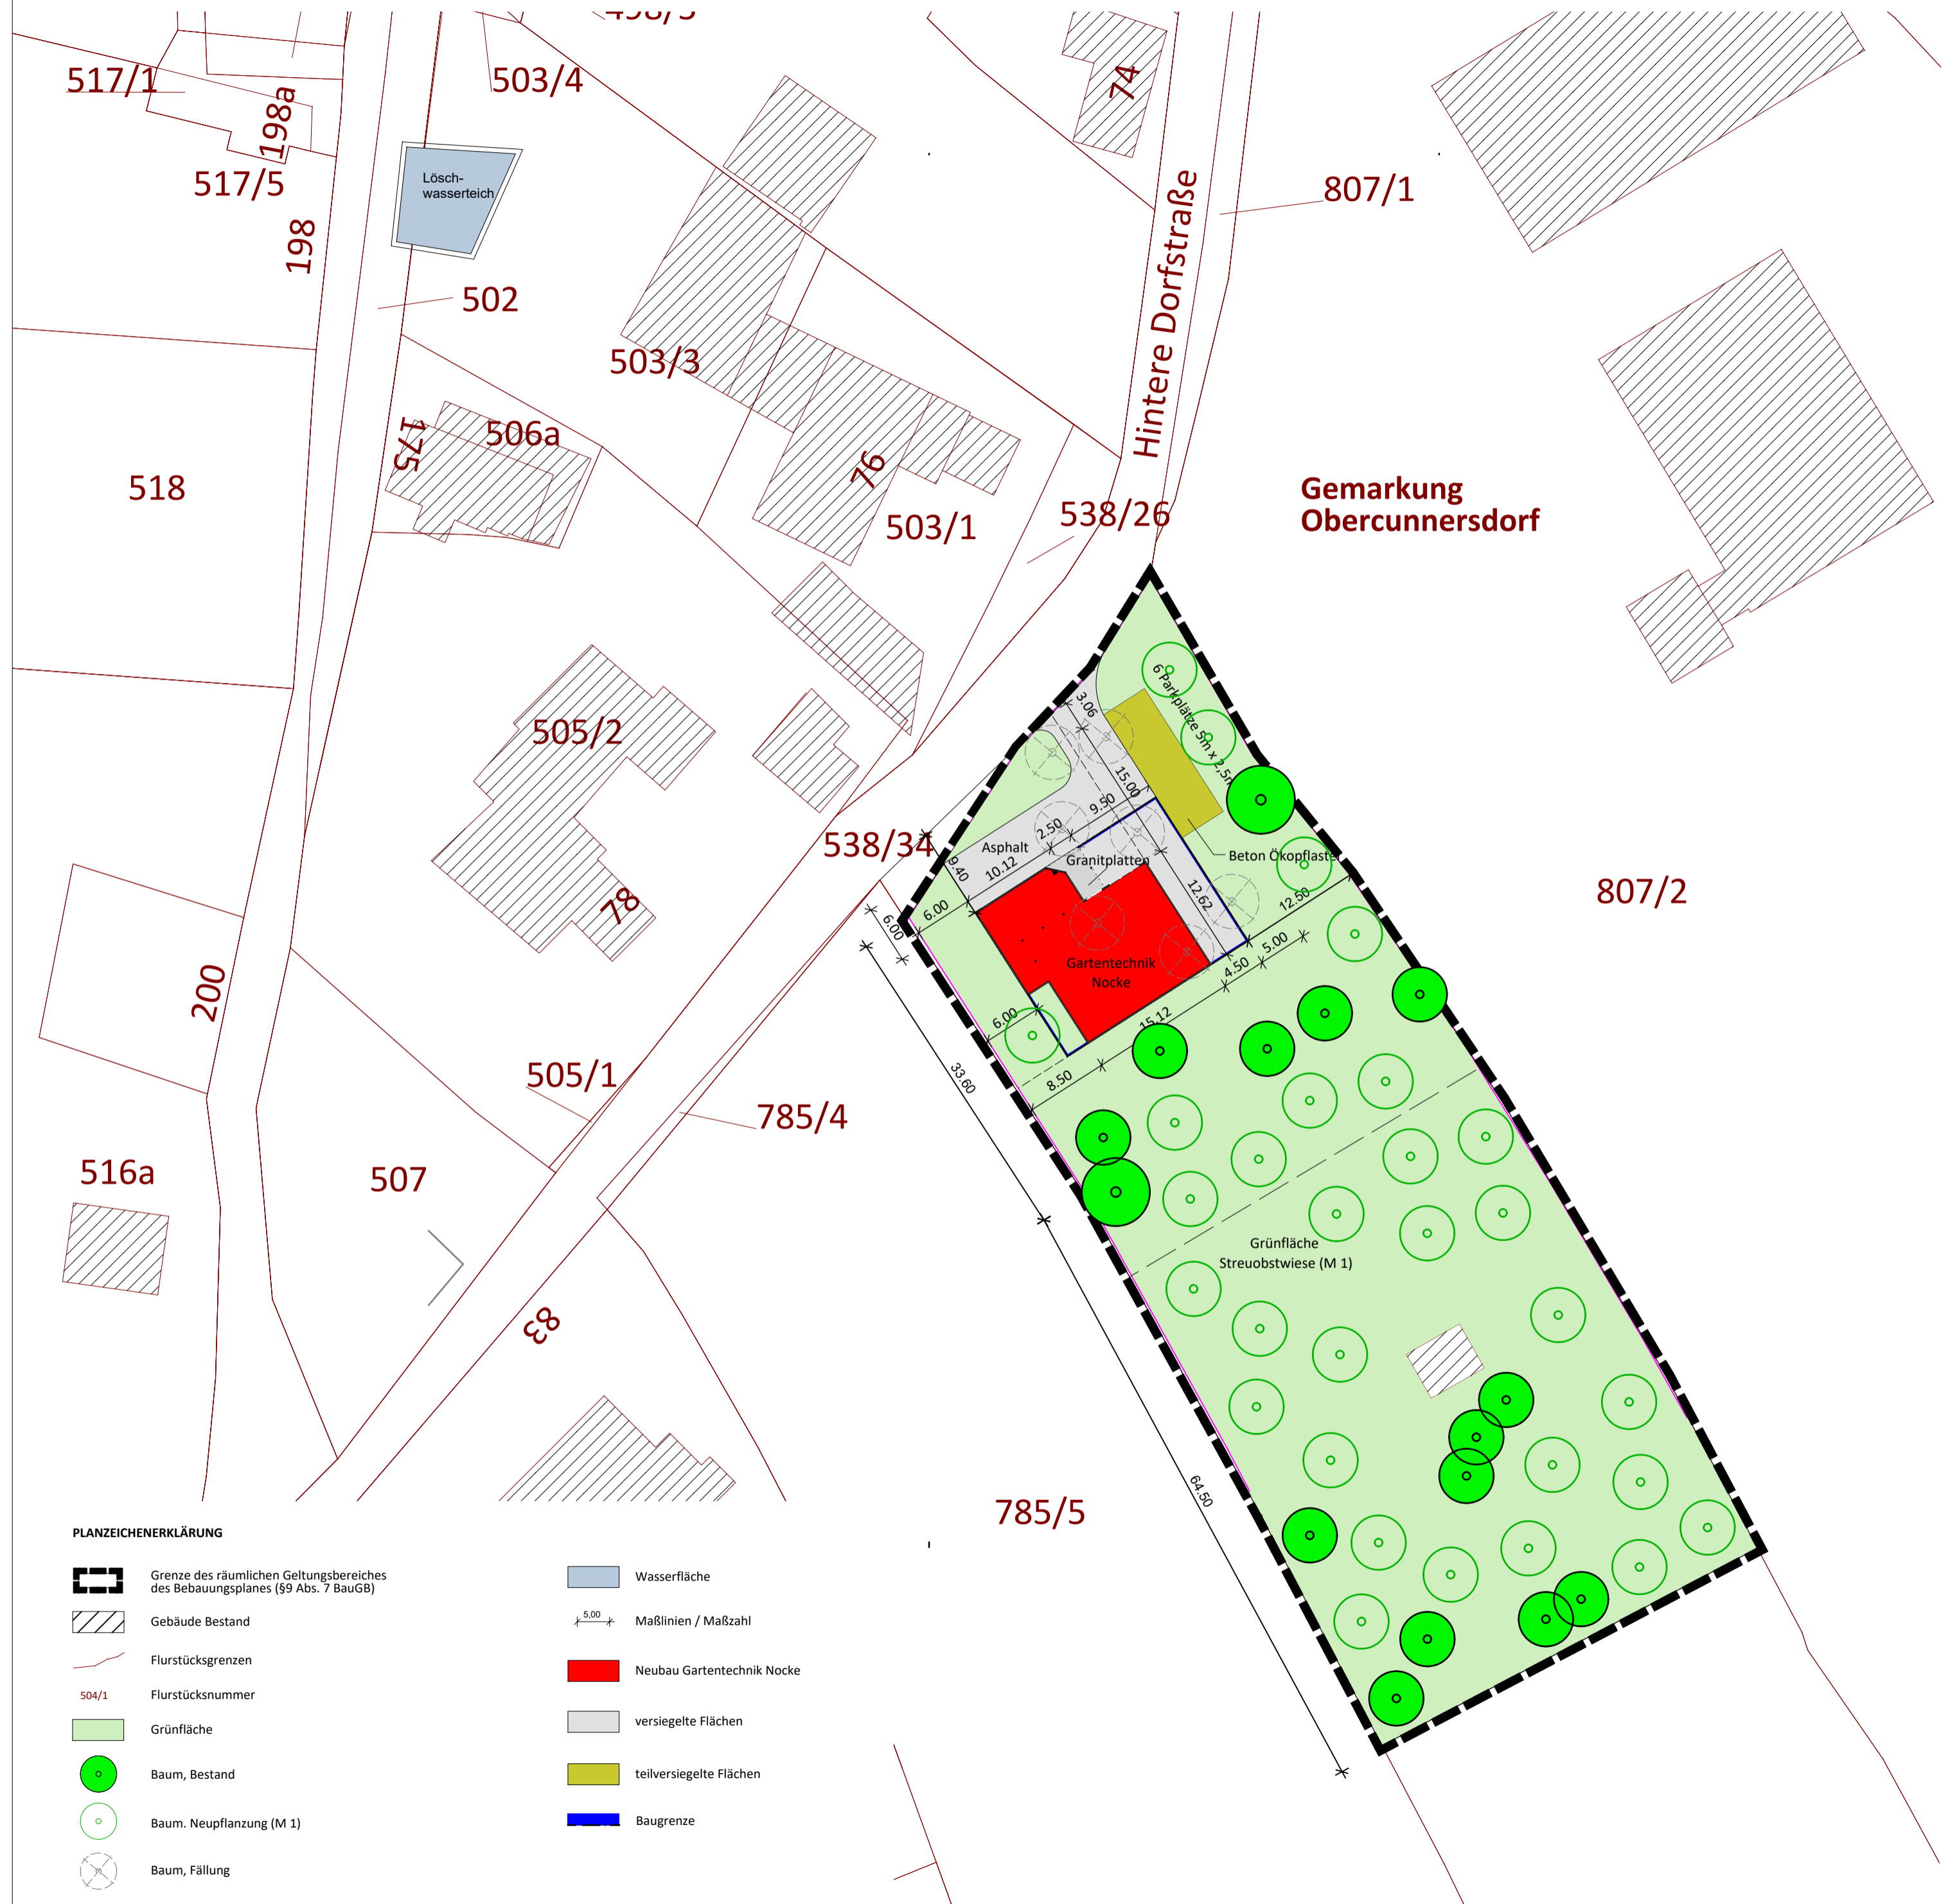 498/5
517/1
503/4
74
198a
517/5
Lösch-
wasserteich
807/1
198
502
Hintere Dorfstraße
503/3
175
506a
76
518
503/1
538/26
Gemarkung
Obercunnersdorf
505/2
6 Parkplätze 5m x 2,5m
3.06
15.00
9.50
2.50
538/34
Asphalt
Granitplatten
Beton Ökopflaster
9.40
10.12
12.62
12.50
807/2
6.00
6.00
78
5.00
4.50
Gartentechnik
Nocke
200
6.00
15.12
8.50
33.60
505/1
785/4
516a
507
Grünfläche
Streuobstwiese (M 1)
83
64.50
785/5
PLANZEICHENERKLÄRUNG
Grenze des räumlichen Geltungsbereiches
des Bebauungsplanes (§9 Abs. 7 BauGB)
Gebäude Bestand
Flurstücksgrenzen
504/1 Flurstücksnummer
Grünfläche
Baum, Bestand
Baum. Neupflanzung (M 1)
Baum, Fällung
Wasserfläche
5,00 Maßlinien / Maßzahl
Neubau Gartentechnik Nocke
versiegelte Flächen
teilversiegelte Flächen
Baugrenze